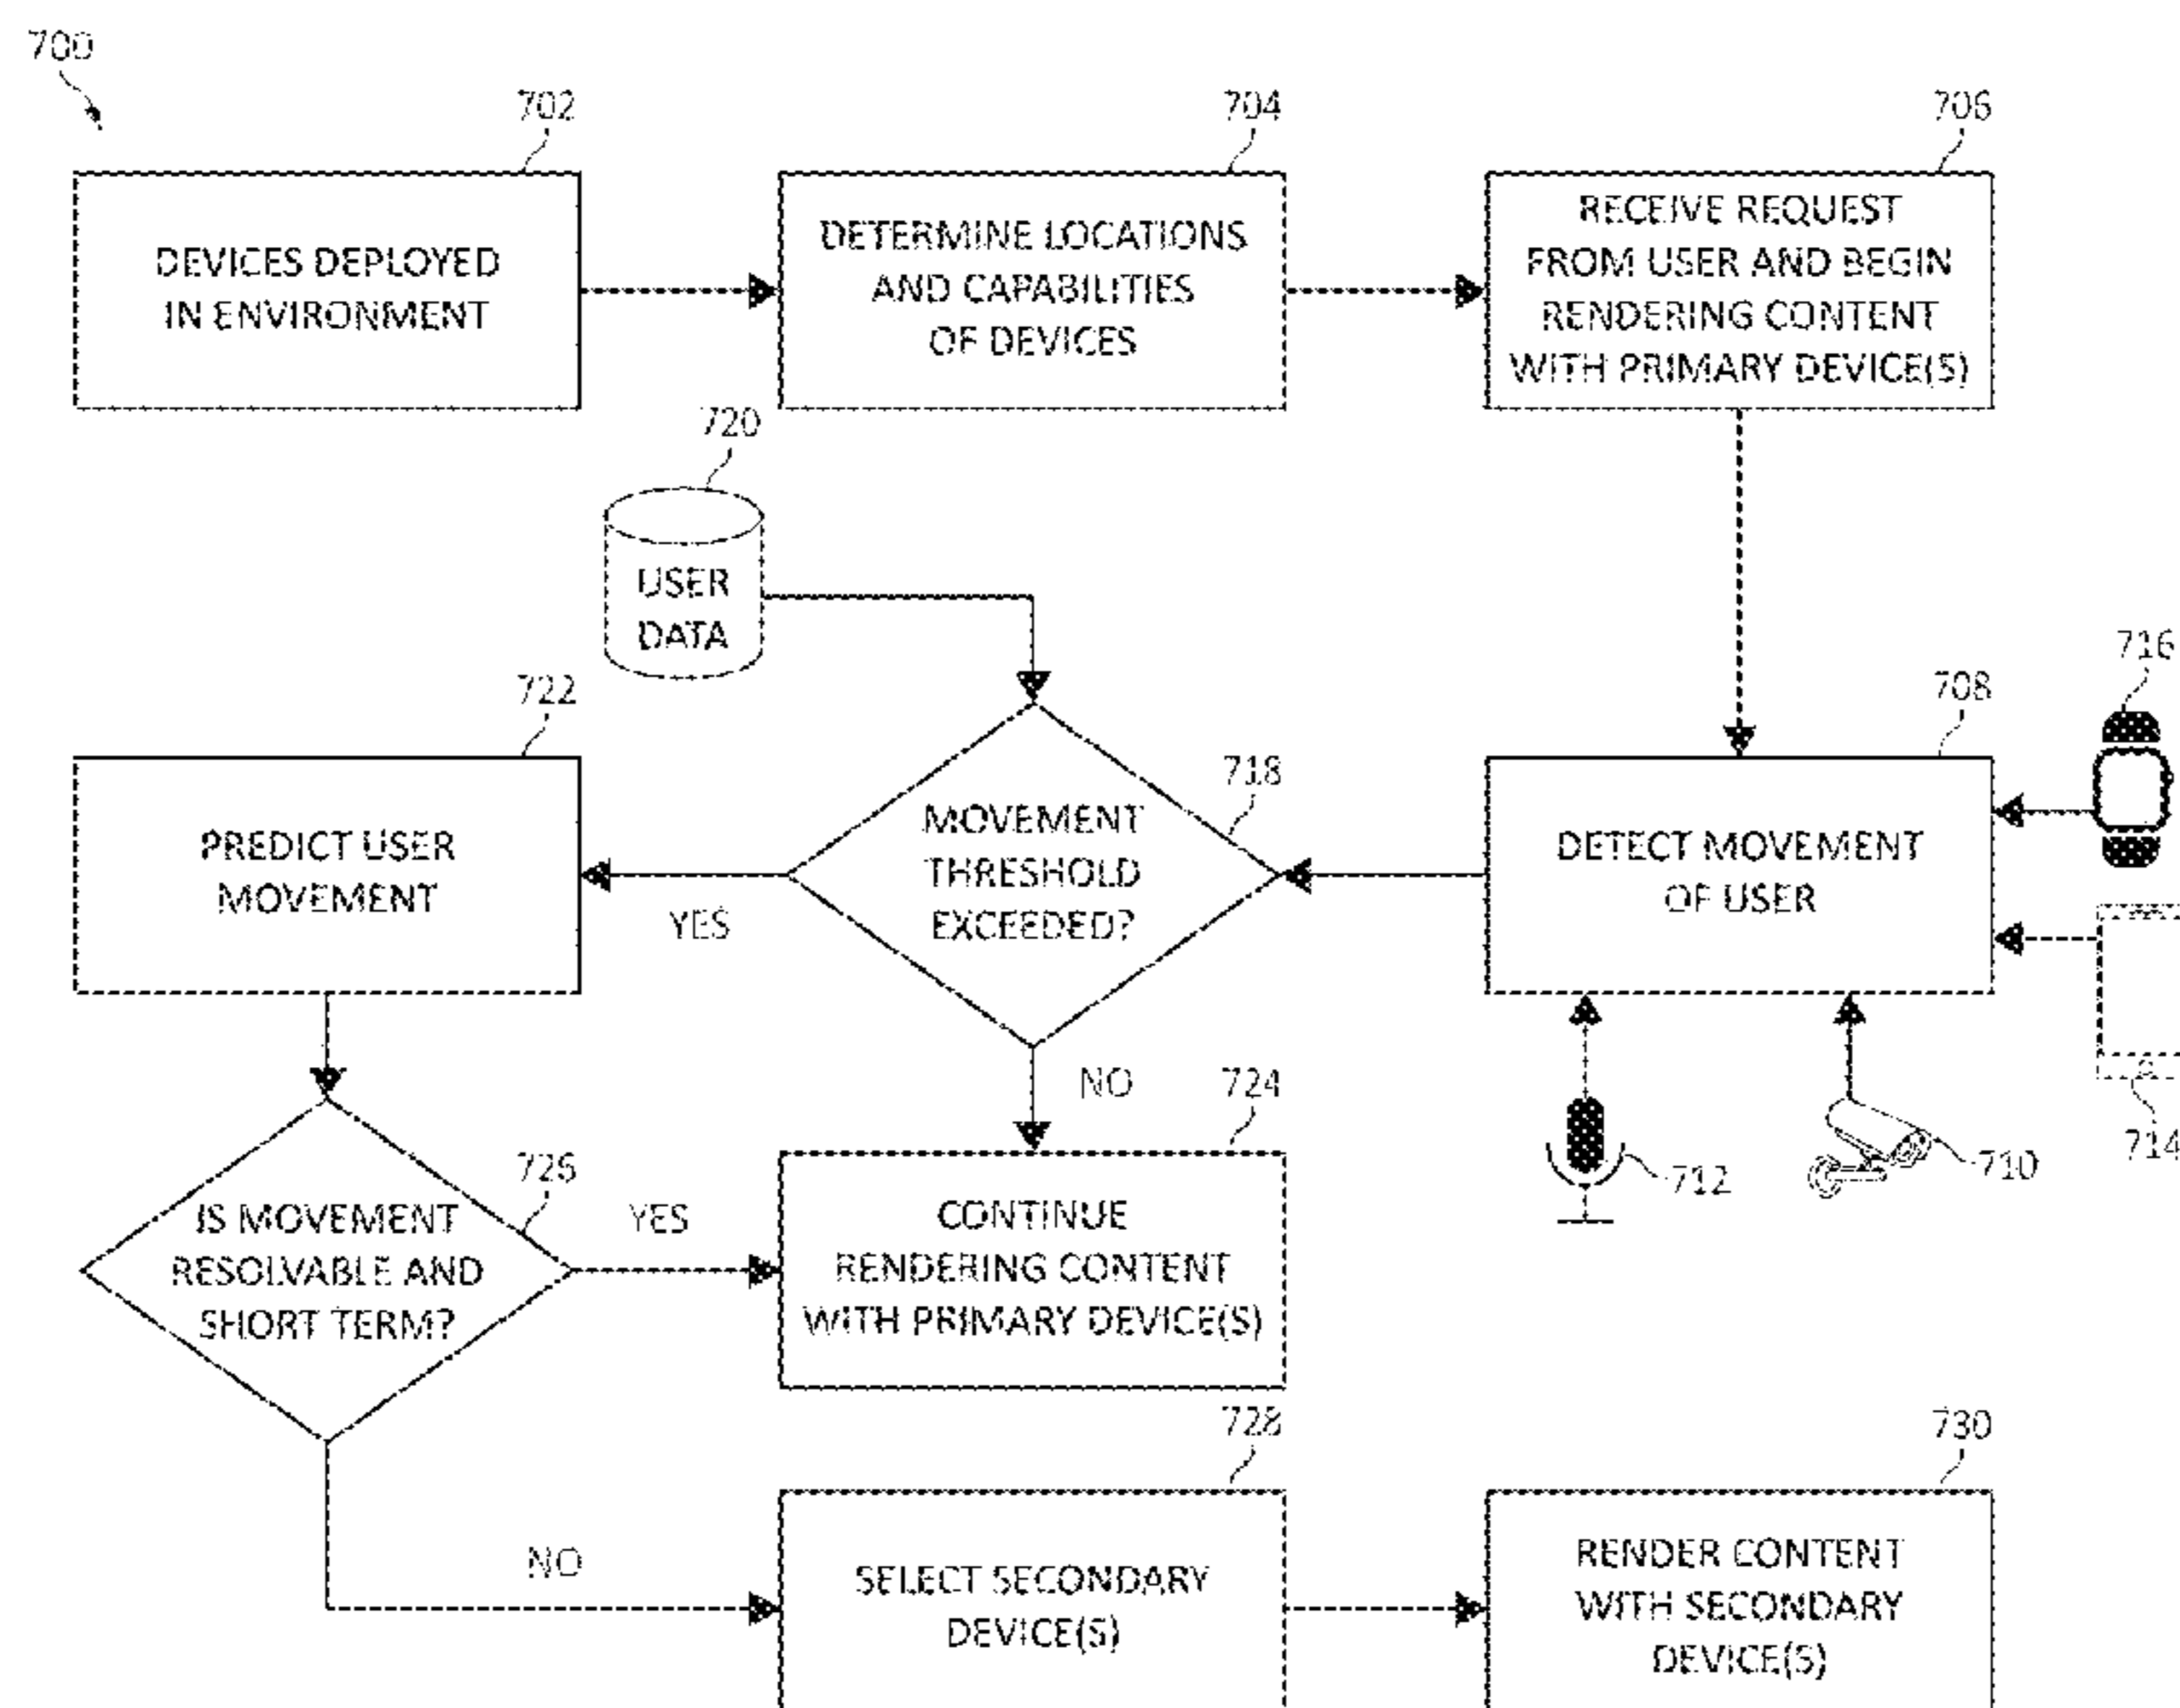 700
702
704
706
DEVICES DEPLOYED
IN ENVIRONMENT
DETERMINE LOCATIONS
AND CAPABILITIES
OF DEVICES
RECEIVE REQUEST
FROM USER AND BEGIN
RENDERING CONTENT
WITH PRIMARY DEVICE(S)
720
USER
DATA
716
722
718
708
PREDICT USER
MOVEMENT
YES
MOVEMENT
THRESHOLD
EXCEEDED?
DETECT MOVEMENT
OF USER
NO
724
714
712
710
726
IS MOVEMENT
RESOLVABLE AND
SHORT TERM?
YES
CONTINUE
RENDERING CONTENT
WITH PRIMARY DEVICE(S)
728
730
NO
SELECT SECONDARY
DEVICE(S)
RENDER CONTENT
WITH SECONDARY
DEVICE(S)